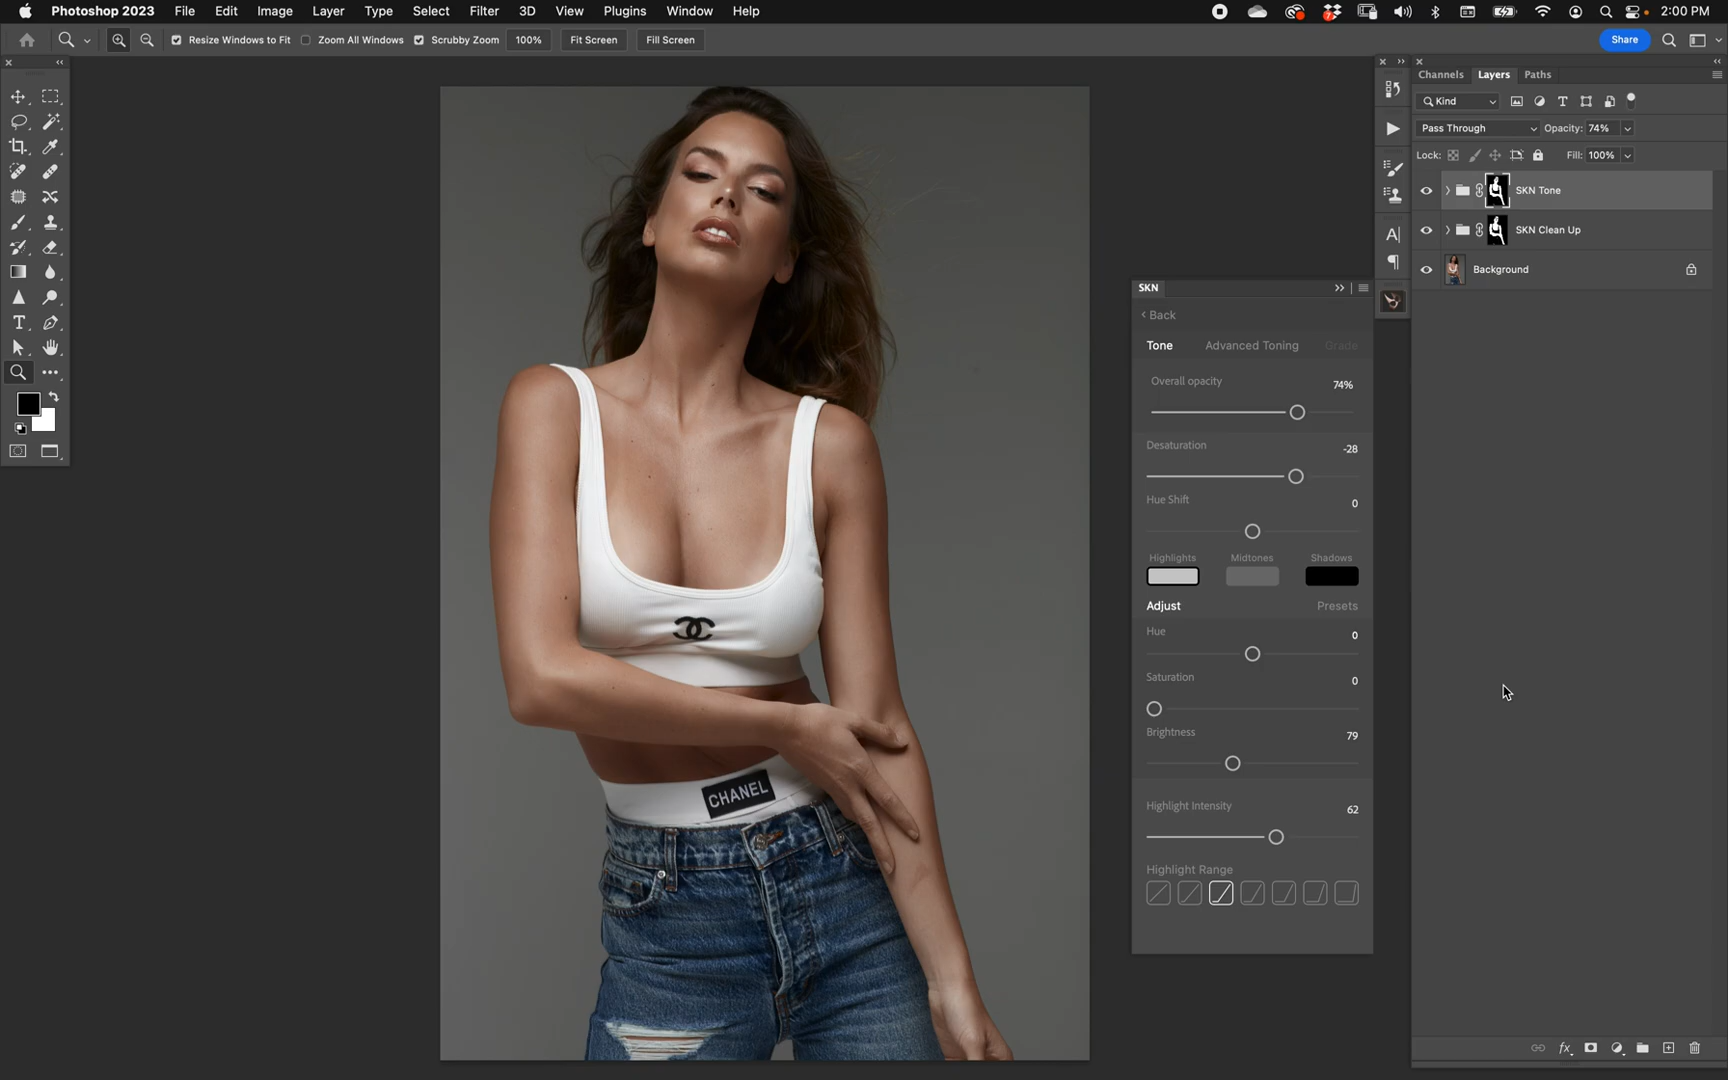 Photoshop 2023 File Edit Image Layer Type Select Filter 3D View Plugins Window Help 7 2:00 PM
Resize Windows to Fit Zoom All Windows Scrubby Zoom 100% Fit Screen Fill Screen Share
Channels Layers Paths
Kind
Pass Through Opacity: 74%
Lock: Fill: 100%
SKN Tone
SKN Clean Up
Background
SKN
Back
Tone Advanced Toning Grade
Overall opacity 74%
Desaturation -28
Hue Shift 0
Highlights Midtones Shadows
Adjust Presets
Hue 0
Saturation 0
Brightness 79
Highlight Intensity 62
Highlight Range
CHANEL